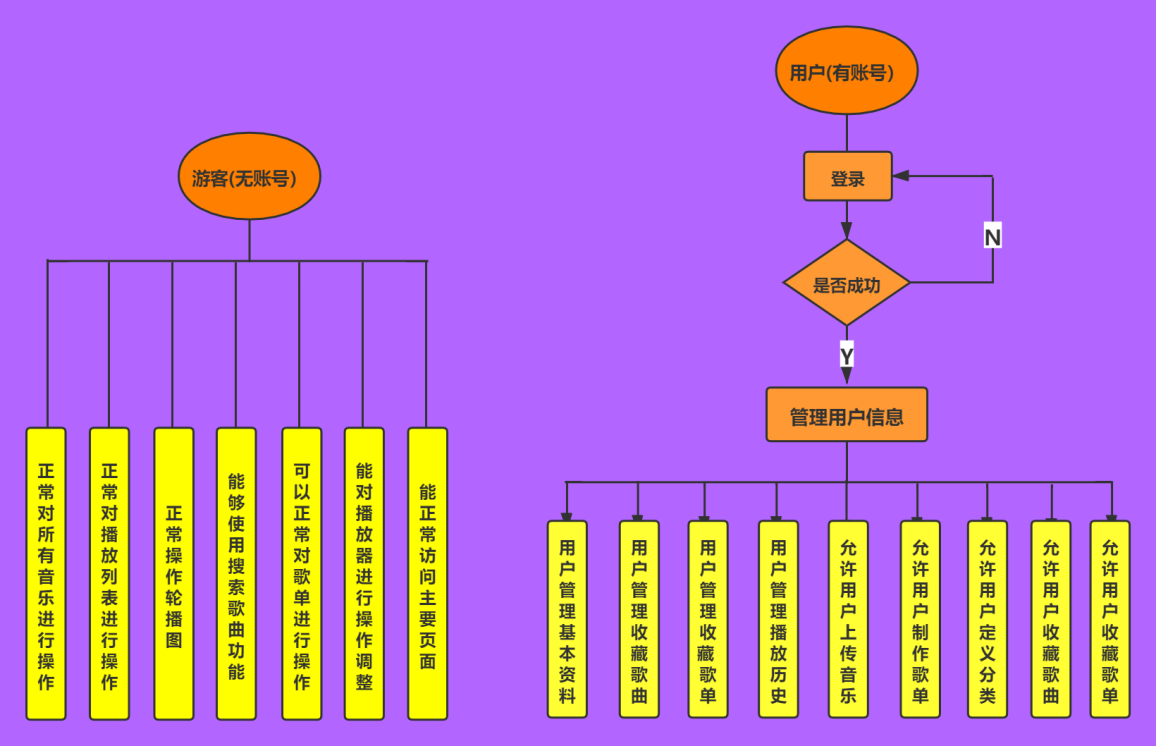 用户(有账号)
游客(无账号)
登录
N
是否成功
Y
管理用户信息
正常对所有音乐进行操作
正常对播放列表进行操作
正常操作轮播图
能够使用搜索歌曲功能
可以正常对歌单进行操作
能对播放器进行操作调整
能正常访问主要页面
用户管理基本资料
用户管理收藏歌曲
用户管理收藏歌单
用户管理播放历史
允许用户上传音乐
允许用户制作歌单
允许用户定义分类
允许用户收藏歌曲
允许用户收藏歌单